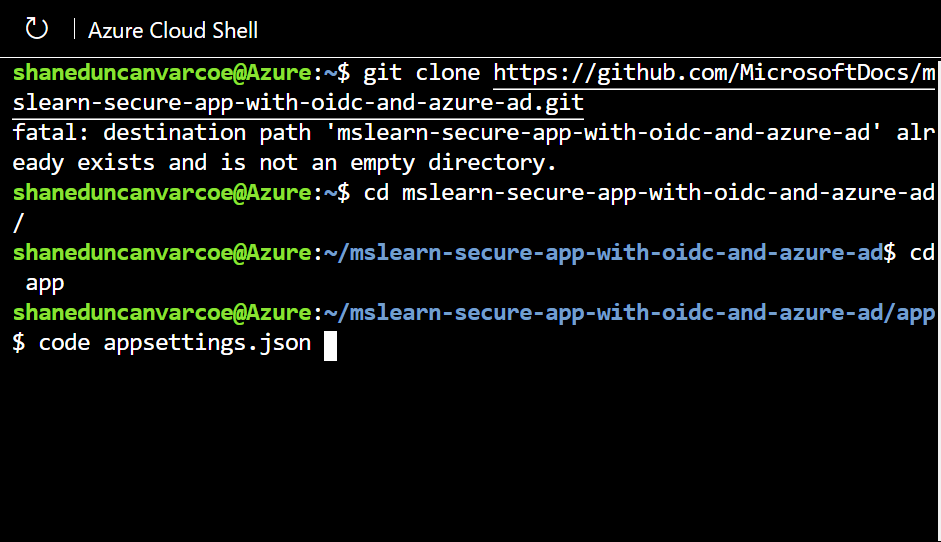 Azure Cloud Shell
shaneduncanvarcoe@Azure:~$ git clone https://github.com/MicrosoftDocs/m
slearn-secure-app-with-oidc-and-azure-ad.git
fatal: destination path 'mslearn-secure-app-with-oidc-and-azure-ad' alr
eady exists and is not an empty directory.
shaneduncanvarcoe@Azure:~$ cd mslearn-secure-app-with-oidc-and-azure-ad
/
shaneduncanvarcoe@Azure:~/mslearn-secure-app-with-oidc-and-azure-ad$ cd
 app
shaneduncanvarcoe@Azure:~/mslearn-secure-app-with-oidc-and-azure-ad/app
$ code appsettings.json